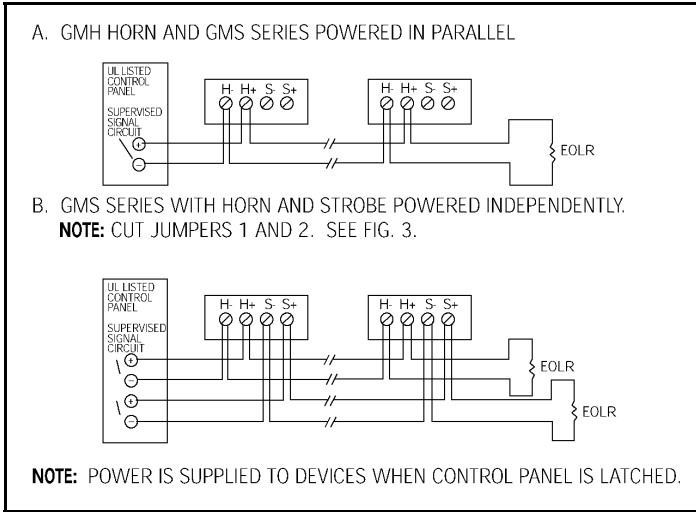 A. GMH HORN AND GMS SERIES POWERED IN PARALLEL
UL LISTED
CONTROL
PANEL
SUPERVISED
SIGNAL
CIRCUIT
+
−
H- H+ S- S+
H- H+ S- S+
EOLR
B. GMS SERIES WITH HORN AND STROBE POWERED INDEPENDENTLY.
NOTE: CUT JUMPERS 1 AND 2. SEE FIG. 3.
UL LISTED
CONTROL
PANEL
SUPERVISED
SIGNAL
CIRCUIT
+
−
+
−
H- H+ S- S+
H- H+ S- S+
EOLR
EOLR
NOTE: POWER IS SUPPLIED TO DEVICES WHEN CONTROL PANEL IS LATCHED.